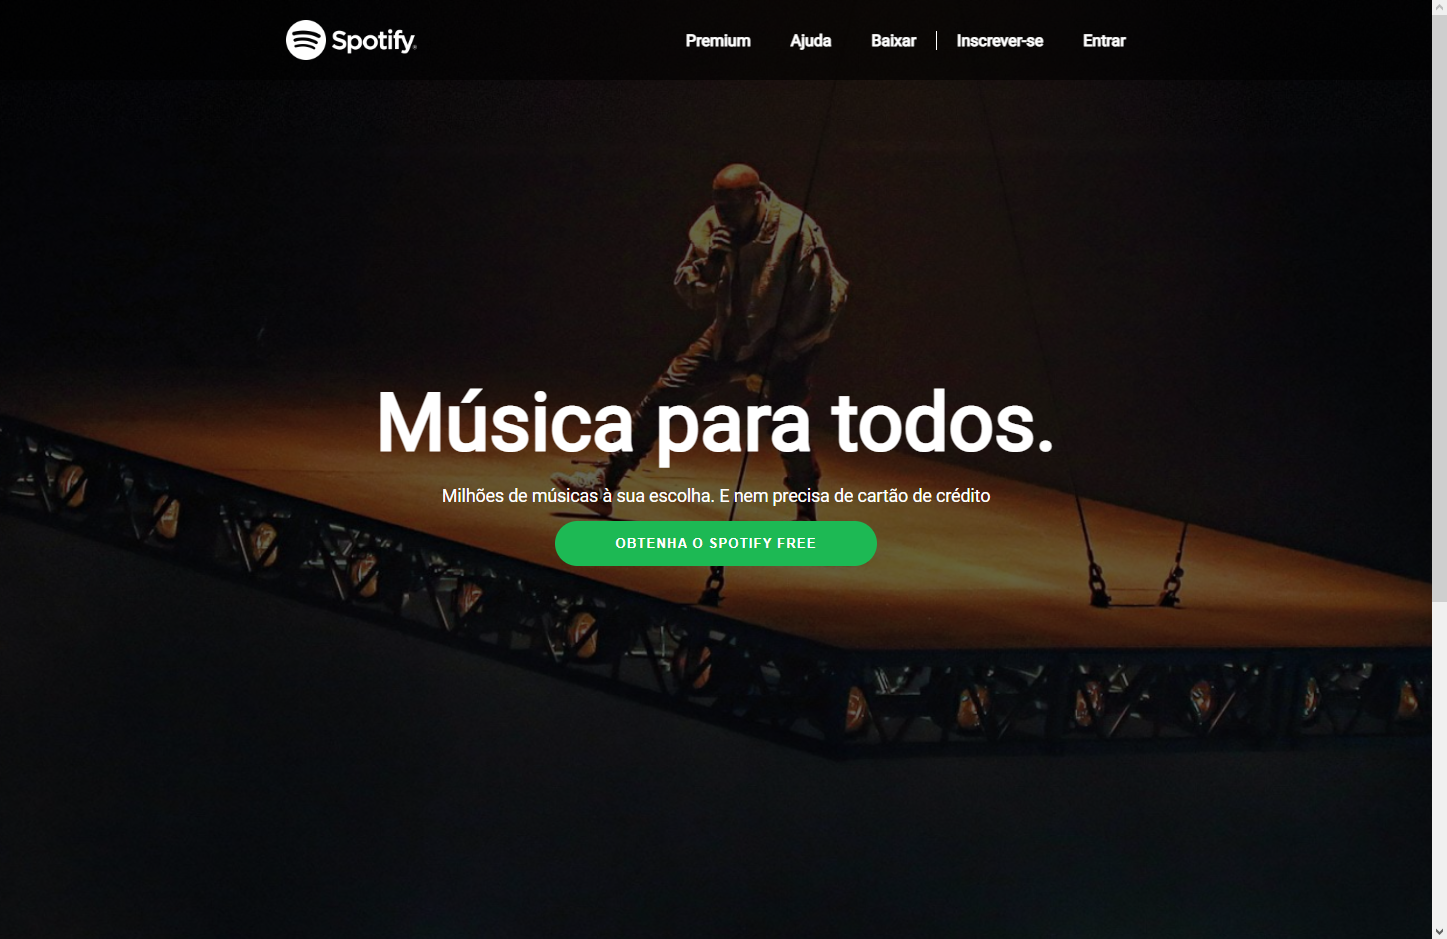 Spotify®
Premium
Ajuda
Baixar
Inscrever-se
Entrar
Música para todos.
Milhões de músicas à sua escolha. E nem precisa de cartão de crédito
OBTENHA O SPOTIFY FREE